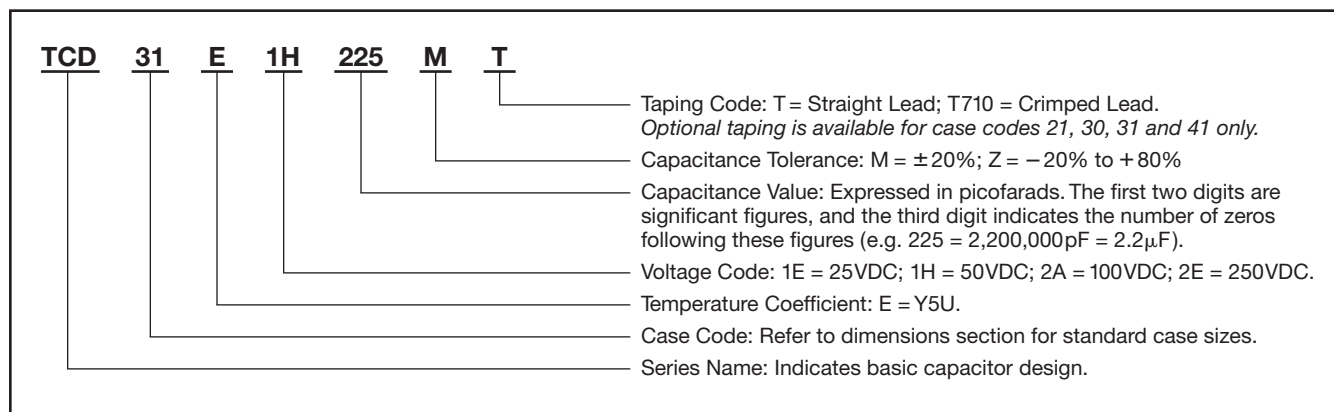 TCD 31 E 1H 225 M T
Taping Code: T = Straight Lead; T710 = Crimped Lead.
Optional taping is available for case codes 21, 30, 31 and 41 only.
Capacitance Tolerance: M = ±20%; Z = −20% to +80%
Capacitance Value: Expressed in picofarads. The first two digits are
significant figures, and the third digit indicates the number of zeros
following these figures (e.g. 225 = 2,200,000pF = 2.2μF).
Voltage Code: 1E = 25VDC; 1H = 50VDC; 2A = 100VDC; 2E = 250VDC.
Temperature Coefficient: E = Y5U.
Case Code: Refer to dimensions section for standard case sizes.
Series Name: Indicates basic capacitor design.